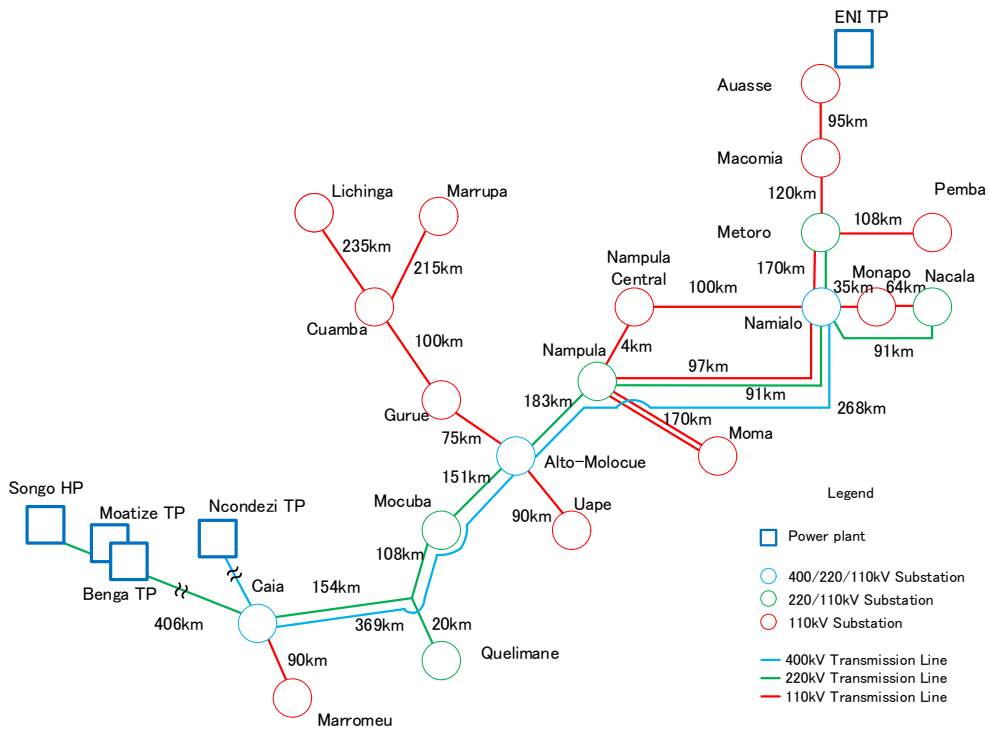 ENI TP
Auasse
95km
Macomia
120km
Pemba
Lichinga
Marrupa
108km
Metoro
235km
215km
Nampula
Central
170km
Monapo
Nacala
100km
35km
64km
Cuamba
Namialo
100km
4km
Nampula
91km
97km
91km
183km
268km
Gurue
170km
75km
Moma
Alto-Molocue
151km
Songo HP
Mocuba
Uape
Legend
Moatize TP
Ncondezi TP
90km
Power plant
108km
Benga TP
Caia
154km
400/220/110kV Substation
220/110kV Substation
406km
369km
20km
110kV Substation
90km
Quelimane
400kV Transmission Line
220kV Transmission Line
110kV Transmission Line
Marromeu